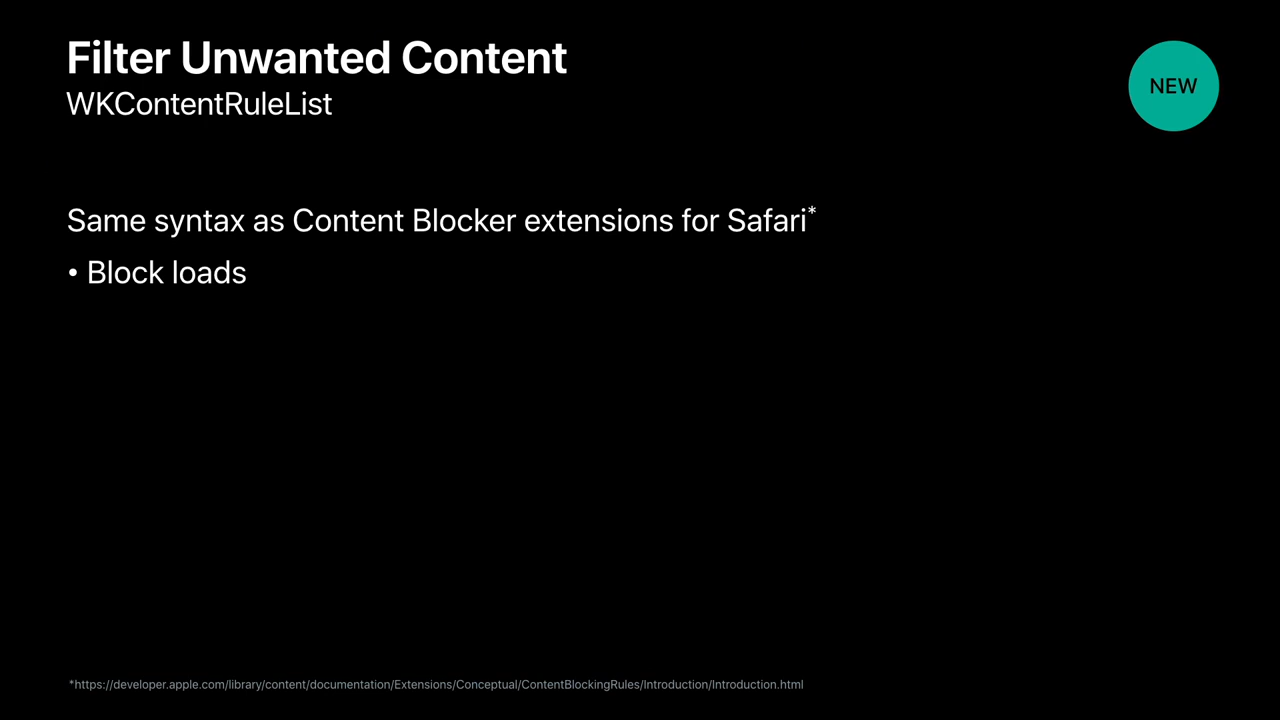 Filter Unwanted Content
WKContentRuleList
NEW
Same syntax as Content Blocker extensions for Safari*
• Block loads
*https://developer.apple.com/library/content/documentation/Extensions/Conceptual/ContentBlockingRules/Introduction/Introduction.html